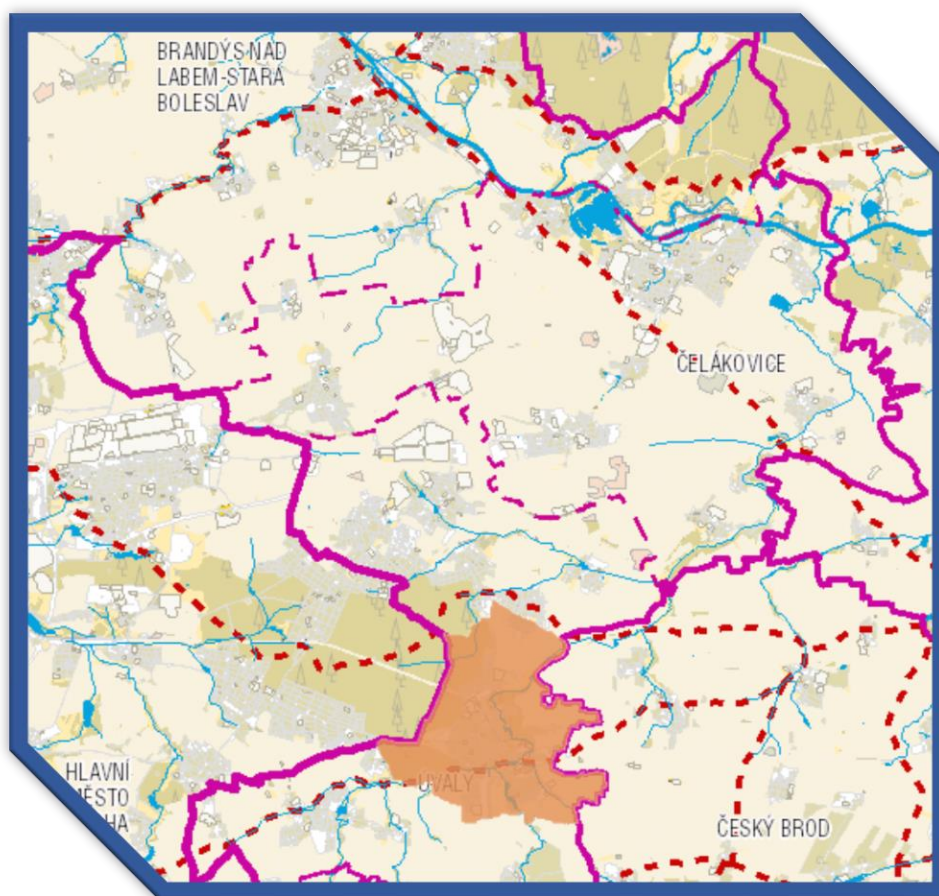 BRANDÝS NAD
LABEM-STARÁ
BOLESLAV
ČELÁKOVICE
ÚVALY
HLAVNÍ
MĚSTO
HA
ČESKÝ BROD